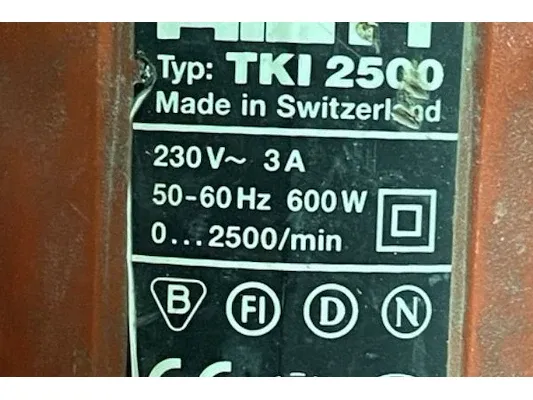 Typ: TKI 2500
Made in Switzerland
230V~ 3A
50-60Hz 600W
0...2500/min
B FI D N